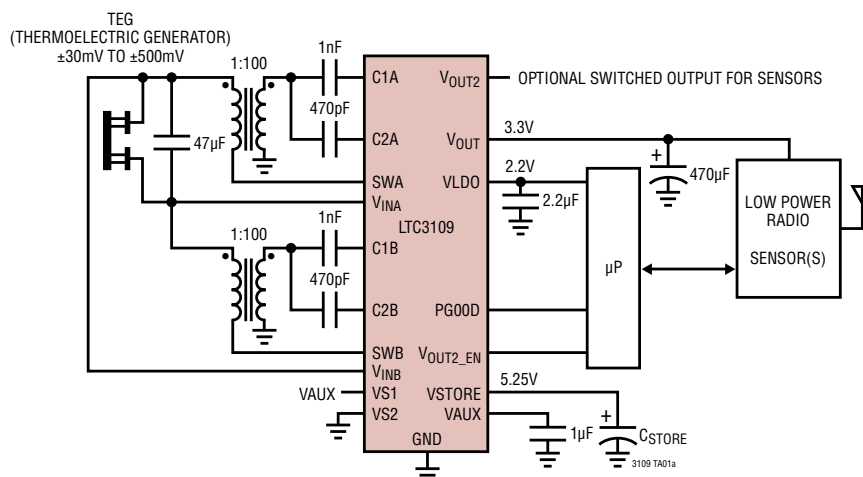 TEG
(THERMOELECTRIC GENERATOR)
±30mV TO ±500mV
1:100
1nF
470pF
47µF
C1A
C2A
SWA
VINA
1:100
1nF
470pF
C1B
C2B
SWB
VINB
VAUX
VS1
VS2
LTC3109
GND
VOUT2
OPTIONAL SWITCHED OUTPUT FOR SENSORS
VOUT
3.3V
VLDO
2.2V
2.2µF
470µF
PG00D
VOUT2_EN
VSTORE
5.25V
VAUX
1µF
CSTORE
µP
LOW POWER
RADIO
SENSOR(S)
3109 TA01a